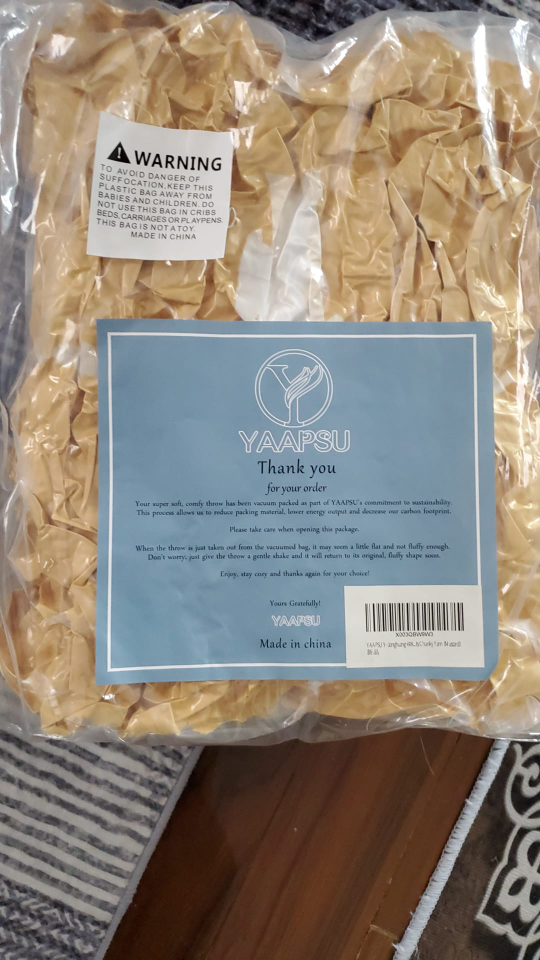 WARNING
TO AVOID DANGER OF
SUFFOCATION,KEEP THIS
PLASTIC BAG AWAY FROM
BABIES AND CHILDREN. DO
NOT USE THIS BAG IN CRIBS
BEDS,CARRIAGES OR PLAYPENS.
THIS BAG IS NOT A TOY.
MADE IN CHINA
YAAPSU
Thank you
for your order
Your super soft, comfy throw has been vacuum packed as part of YAAPSU's commitment to sustainability.
This process allows us to reduce packing material, lower energy output and decrease our carbon footprint.
Please take care when opening this package.
When the throw is just taken out from the vacuumed bag, it may seem a little flat and not fluffy enough.
Don't worry; just give the throw a gentle shake and it will return to its original, fluffy shape soon.
Enjoy, stay cozy and thanks again for your choice!
Yours Gratefully!
YAAPSU
Made in china
X003QBW9W3